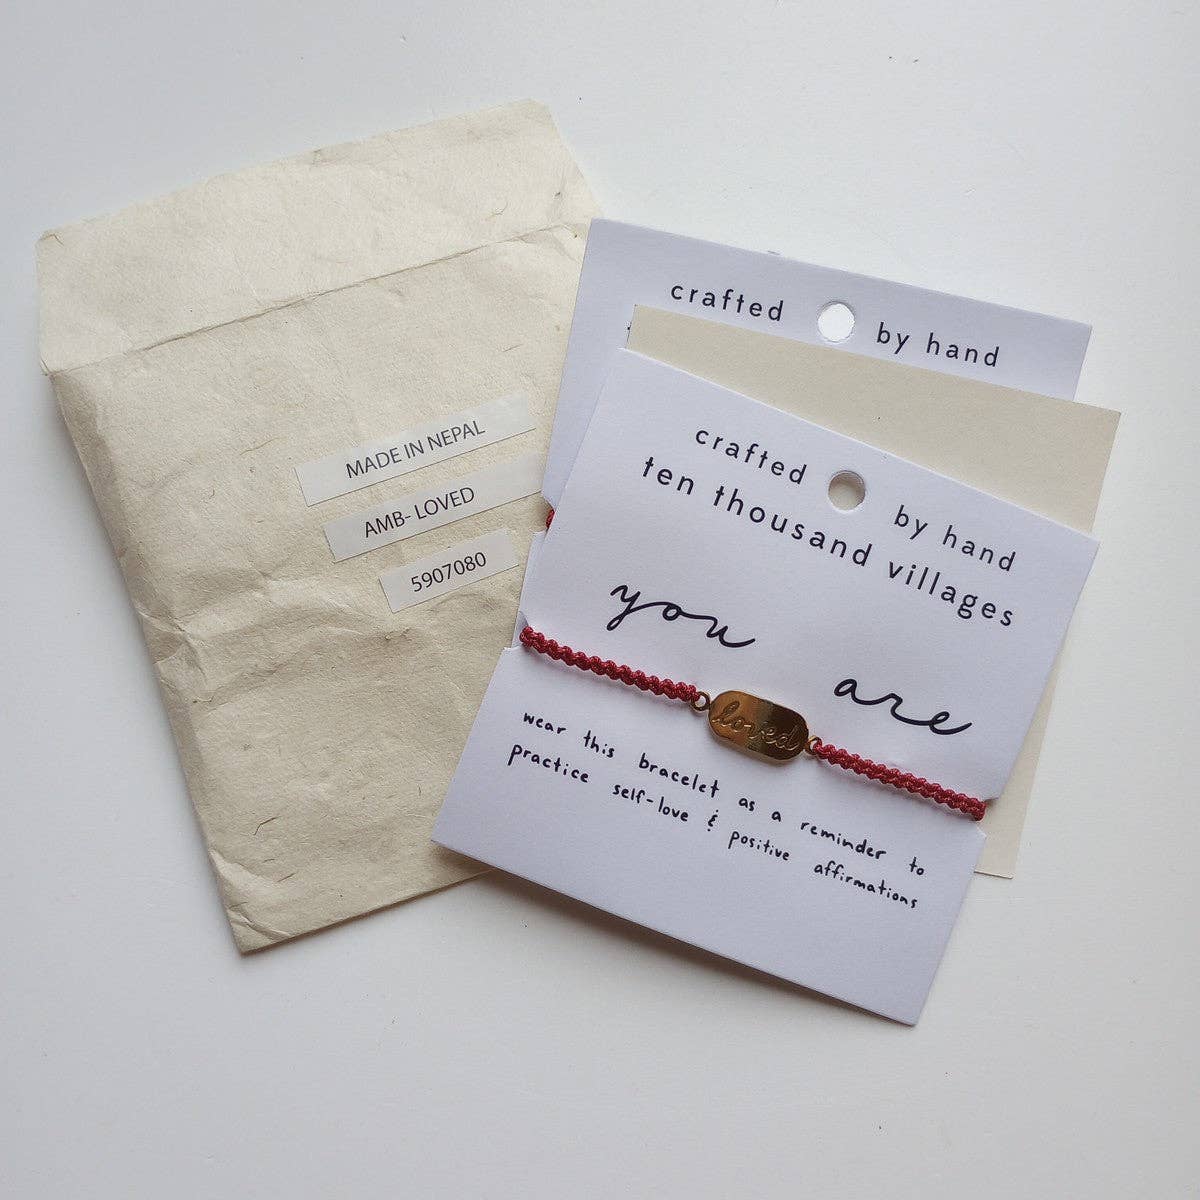 MADE IN NEPAL
AMB- LOVED
5907080
crafted by hand
crafted by hand
ten thousand villages
you are
loved
wear this bracelet as a reminder to
practice self-love & positive affirmations